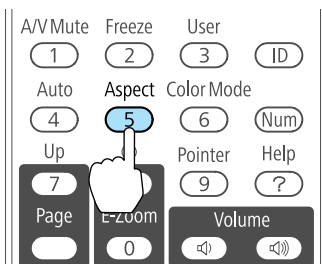 A/V Mute Freeze User
1 2 3 ID
Auto Aspect Color Mode
4 5 6 Num
Up Pointer Help
7 9 ?
Page E-Zoom Volume
0